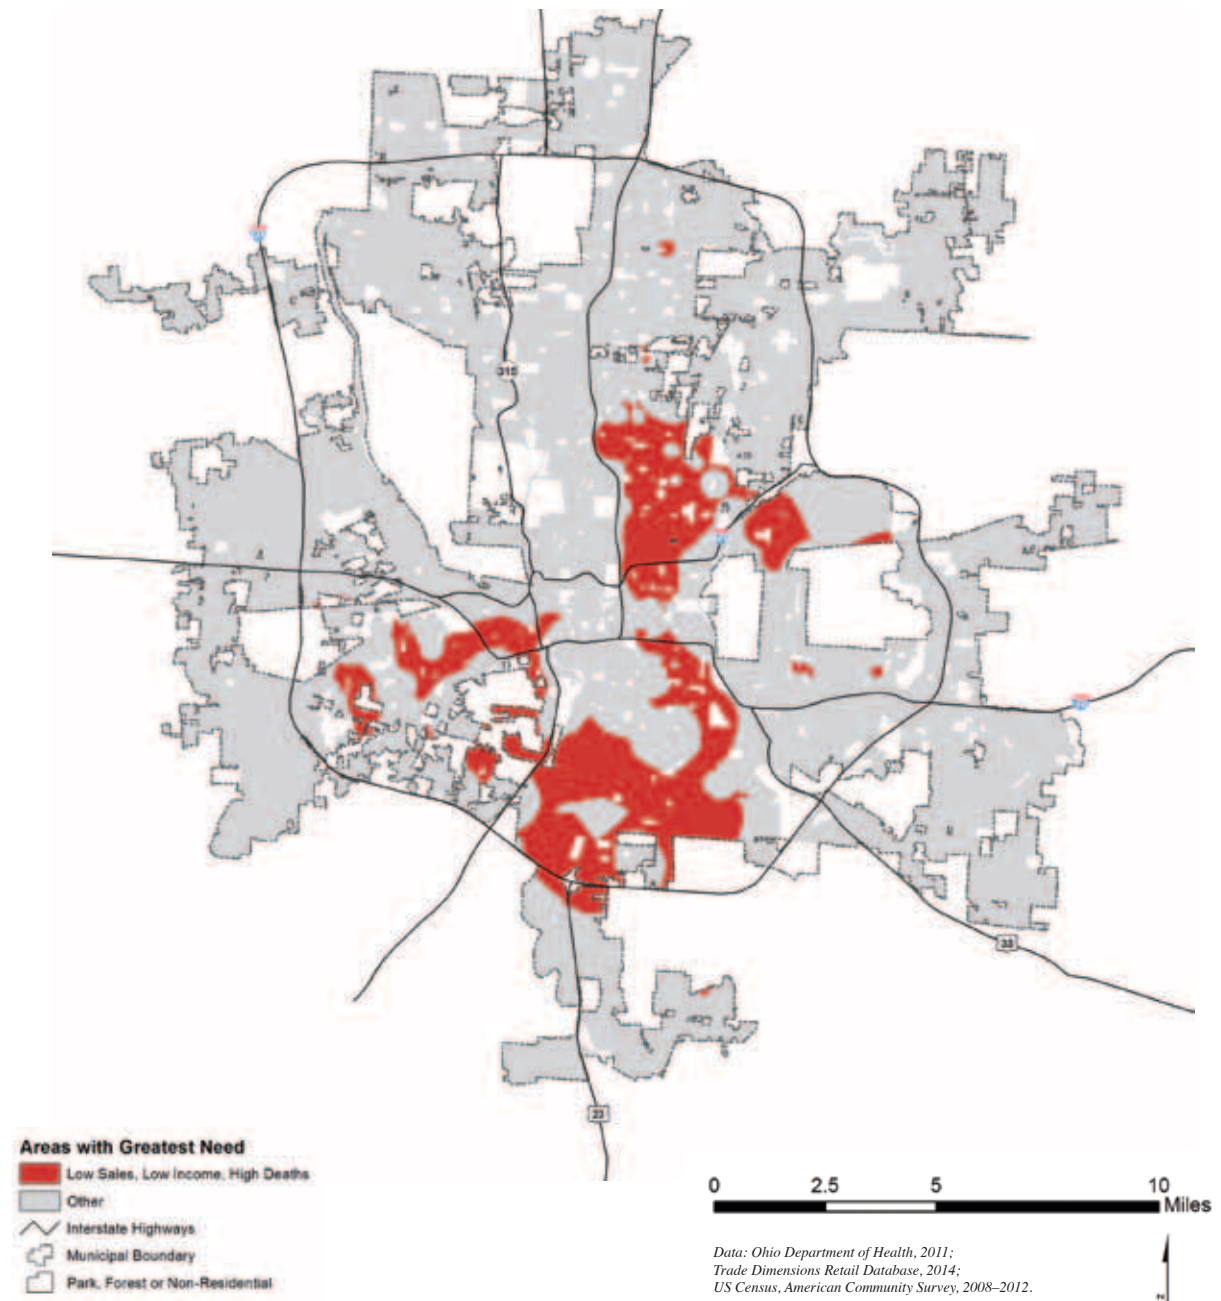 315
33
23
Areas with Greatest Need
Low Sales, Low Income, High Deaths
Other
Interstate Highways
Municipal Boundary
Park, Forest or Non-Residential
0 2.5 5 10
Miles
Data: Ohio Department of Health, 2011;
Trade Dimensions Retail Database, 2014;
US Census, American Community Survey, 2008–2012.
N